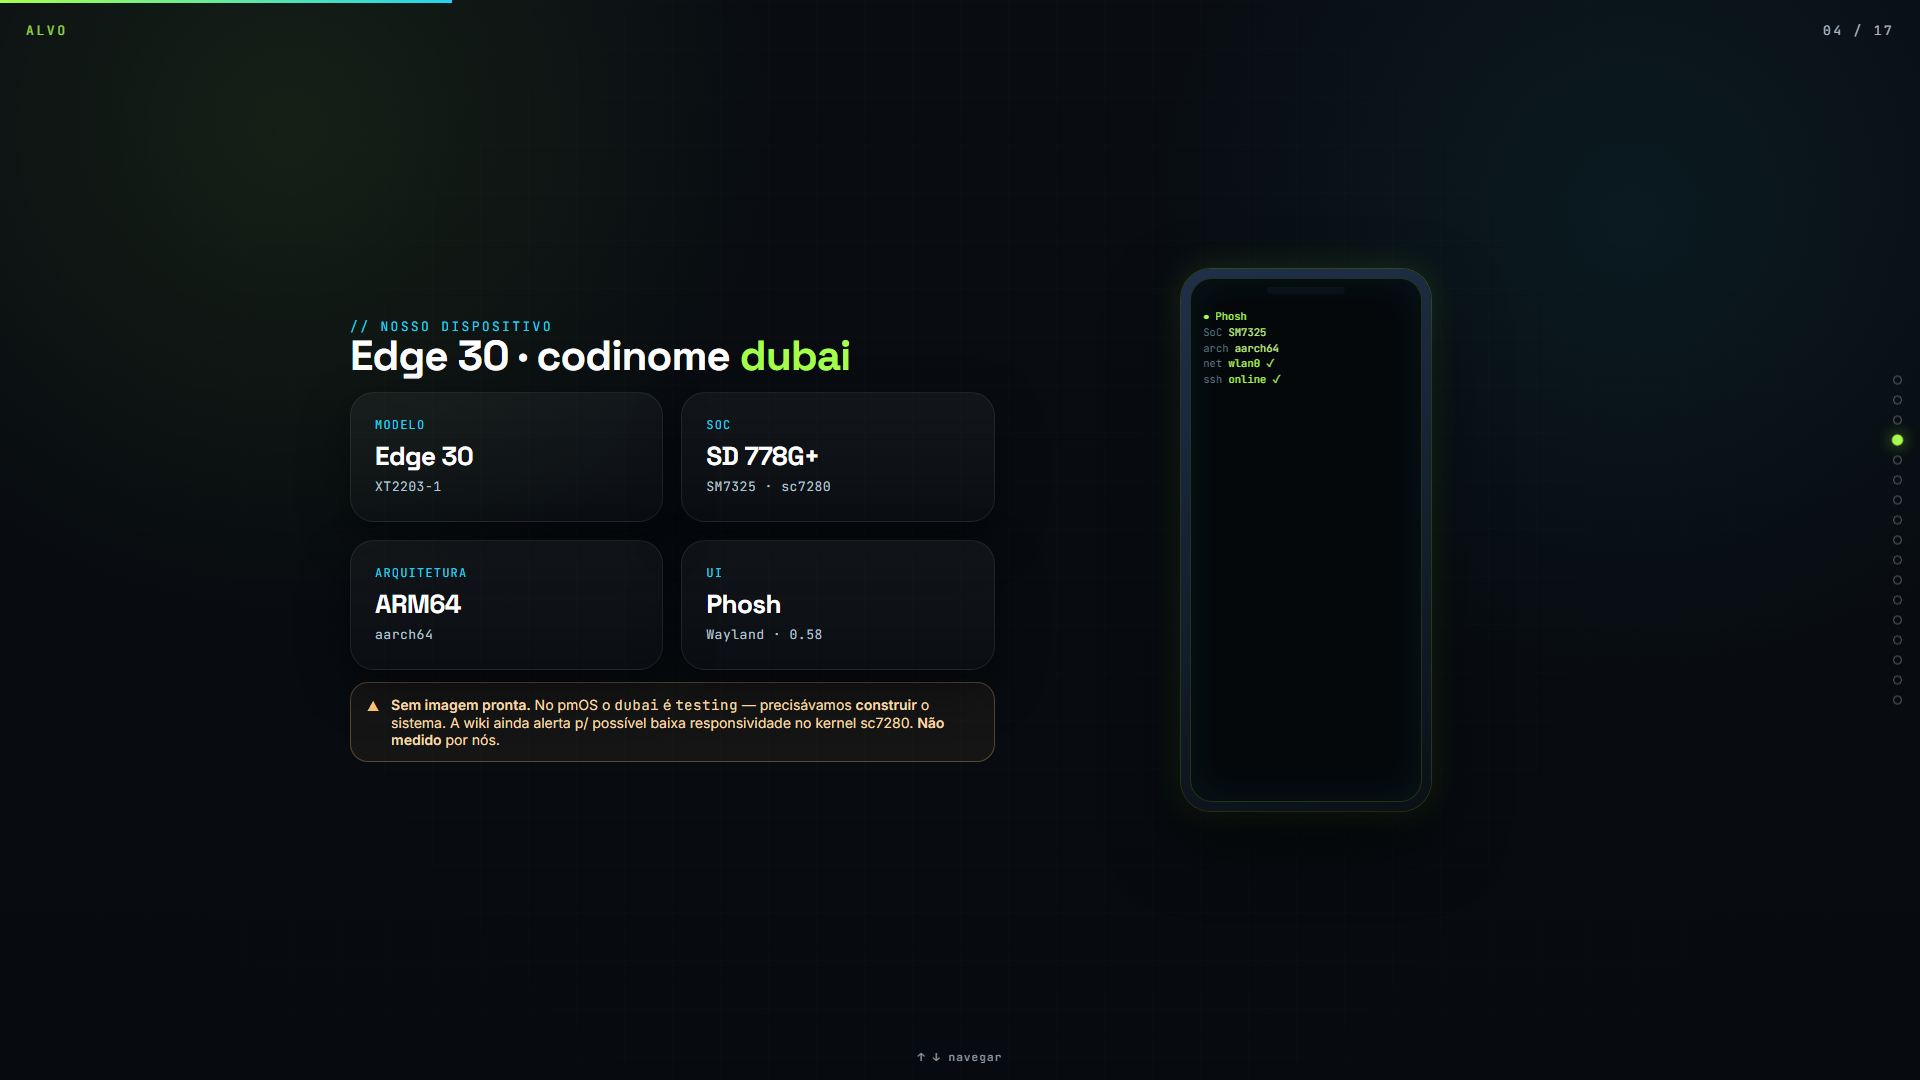 ALVO
04 / 17
// NOSSO DISPOSITIVO
Edge 30 · codinome dubai
MODELO
Edge 30
XT2203-1
SOC
SD 778G+
SM7325 · sc7280
ARQUITETURA
ARM64
aarch64
UI
Phosh
Wayland · 0.58
▲ Sem imagem pronta. No pmOS o dubai é testing — precisávamos construir o
sistema. A wiki ainda alerta p/ possível baixa responsividade no kernel sc7280. Não
medido por nós.
● Phosh
SoC SM7325
arch aarch64
net wlan0 ✓
ssh online ✓
↑ ↓ navegar